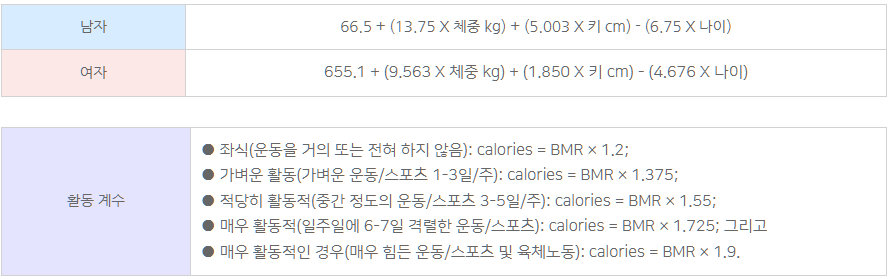 남자 66.5 + (13.75 X 체중 kg) + (5.003 X 키 cm) - (6.75 X 나이)
여자 655.1 + (9.563 X 체중 kg) + (1.850 X 키 cm) - (4.676 X 나이)
활동 계수
● 좌식(운동을 거의 또는 전혀 하지 않음): calories = BMR × 1.2;
● 가벼운 활동(가벼운 운동/스포츠 1-3일/주): calories = BMR × 1.375;
● 적당히 활동적(중간 정도의 운동/스포츠 3-5일/주): calories = BMR × 1.55;
● 매우 활동적(일주일에 6-7일 격렬한 운동/스포츠): calories = BMR × 1.725; 그리고
● 매우 활동적인 경우(매우 힘든 운동/스포츠 및 육체노동): calories = BMR × 1.9.